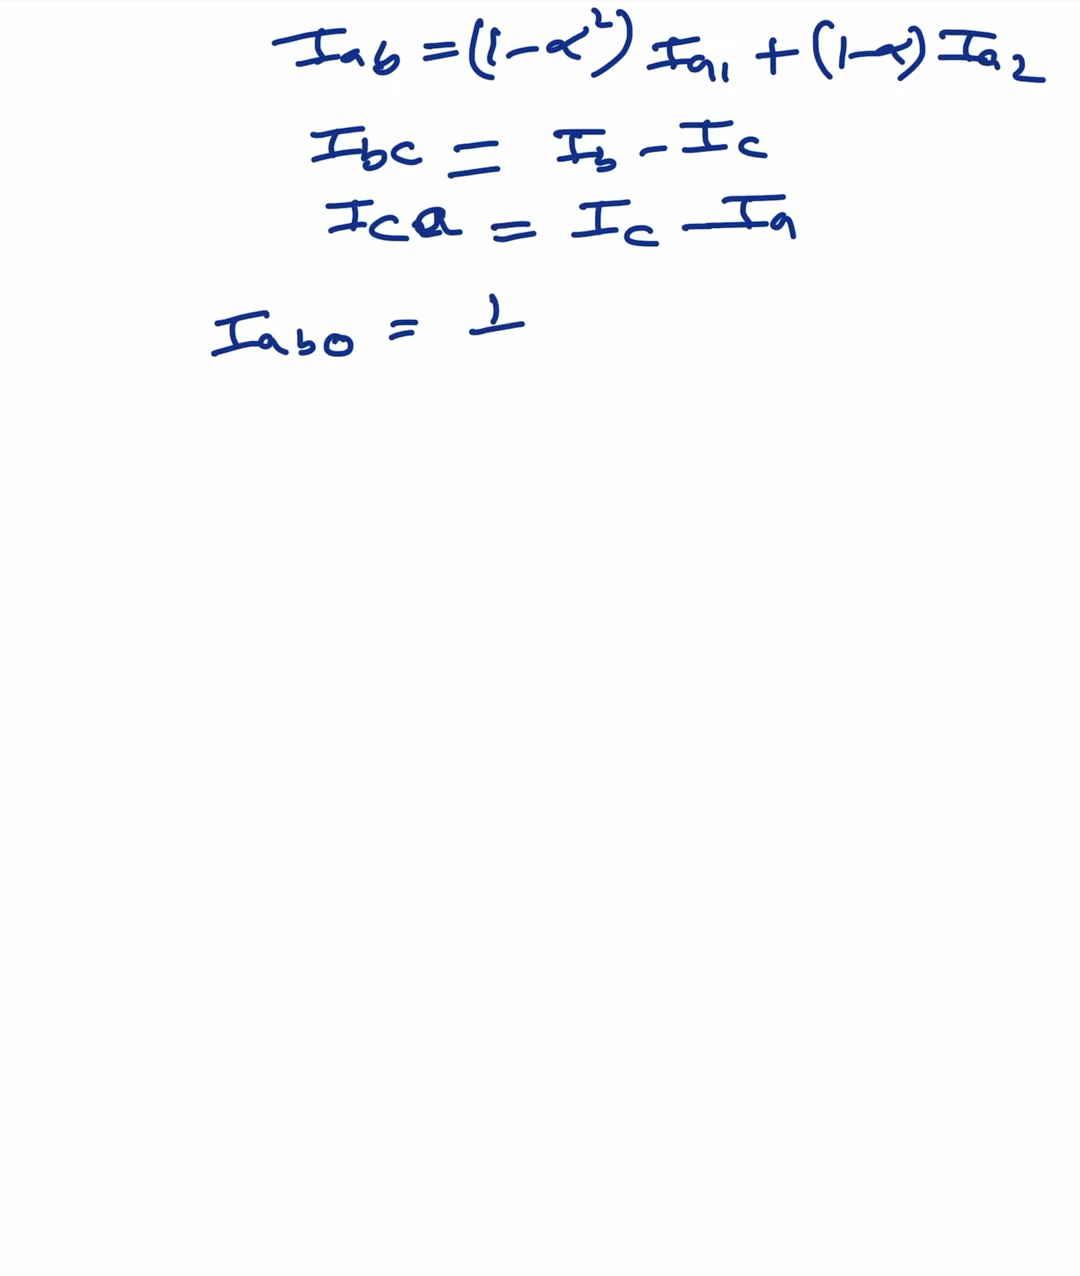 Iab = (1-α²) Ia1 + (1-α) Ia2
Ibc = Ib - Ic
Ica = Ic - Ia
Iab0 = 1